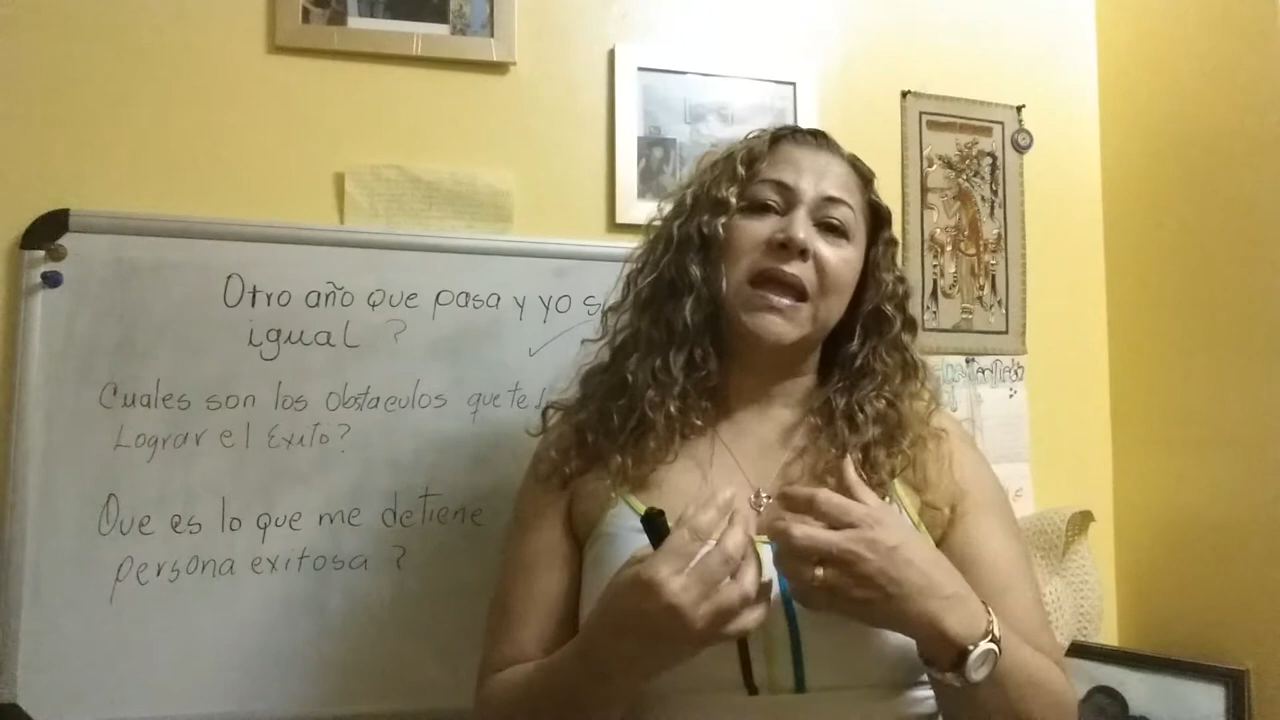 Otro año que pasa y yo s
igual ?
Cuales son los Obstaculos que te
Lograr el Exito?
Que es lo que me detiene
persona exitosa ?